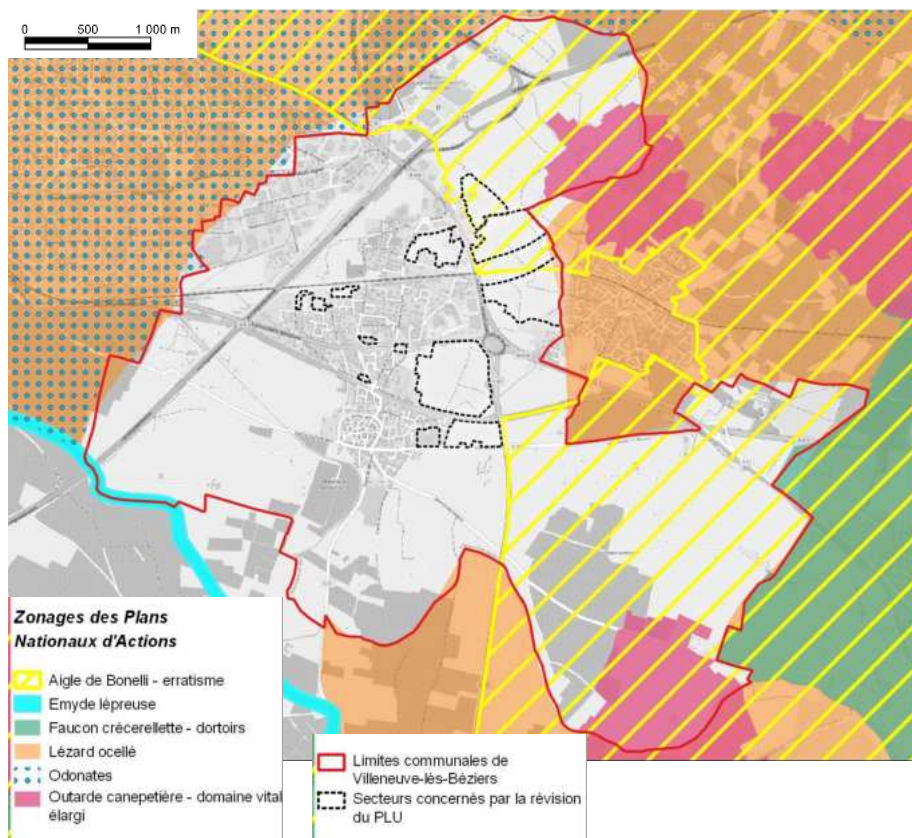 0 500 1 000 m
Zonages des Plans
Nationaux d'Actions
Aigle de Bonelli - erratisme
Emyde lépreuse
Faucon crécerellette - dortoirs
Lézard ocellé
Odonates
Outarde canepetière - domaine vital
élargi
Limites communales de
Villeneuve-lès-Béziers
Secteurs concernés par la révision
du PLU